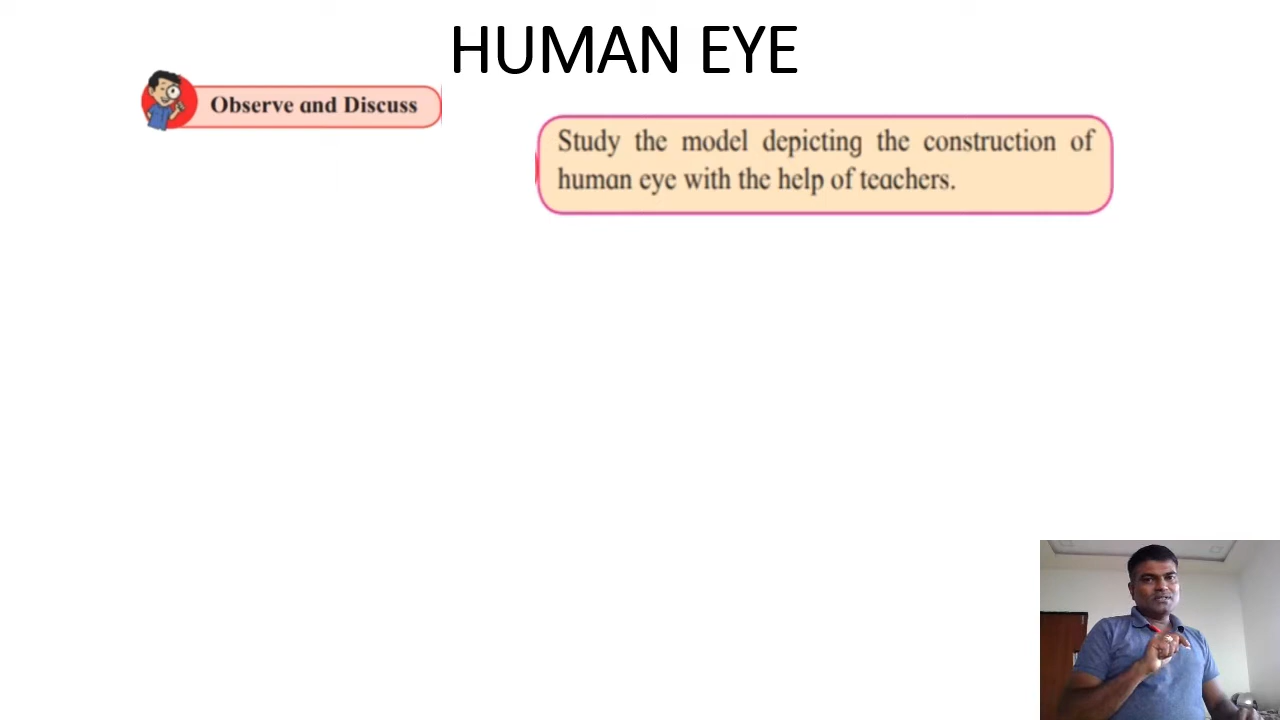 HUMAN EYE
Observe and Discuss
Study the model depicting the construction of
human eye with the help of teachers.